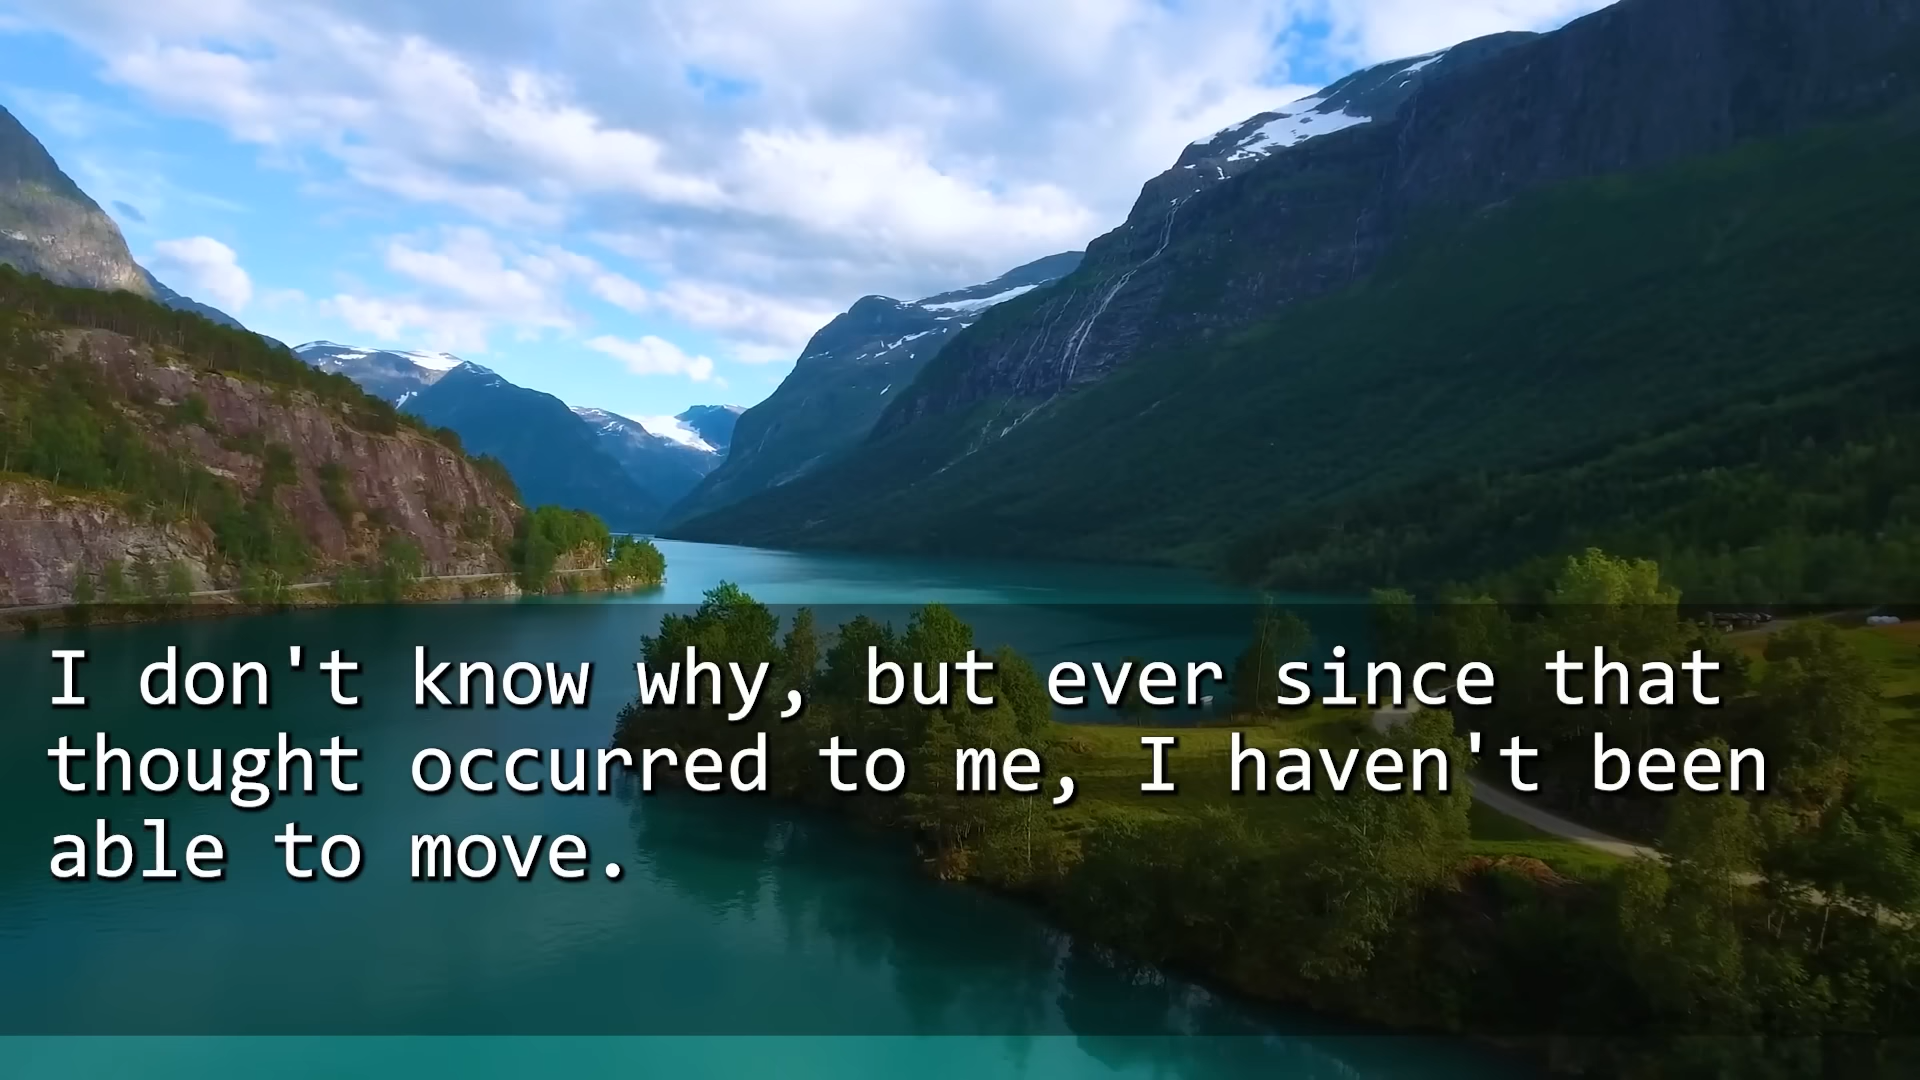 I don't know why, but ever since that
thought occurred to me, I haven't been
able to move.